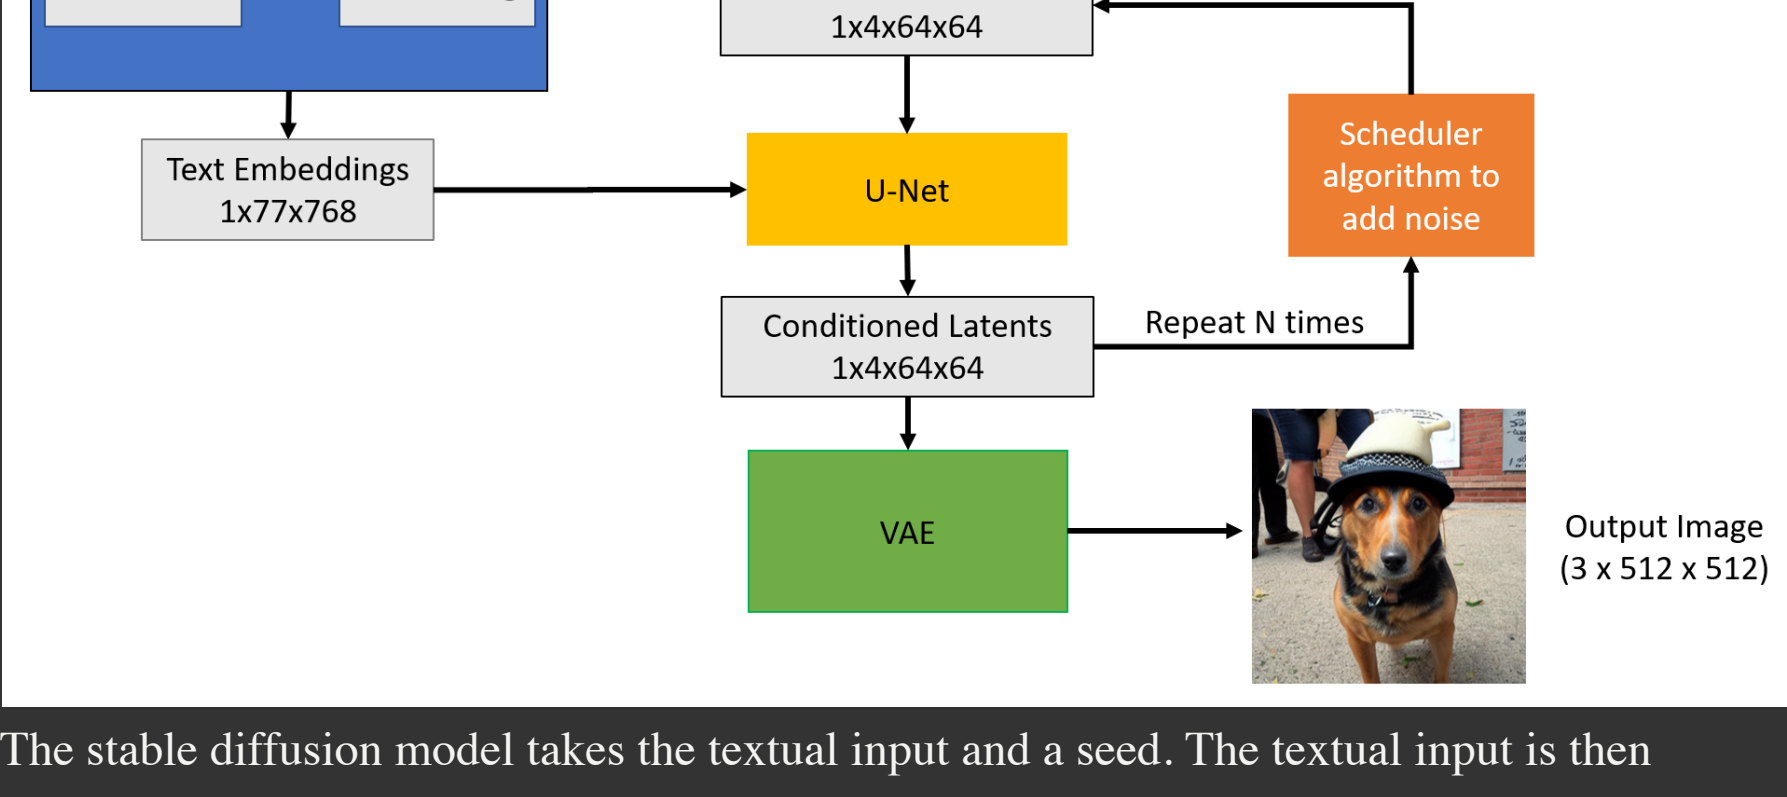 1x4x64x64
Scheduler
algorithm to
add noise
Text Embeddings
1x77x768
U-Net
Conditioned Latents
1x4x64x64
Repeat N times
VAE
Output Image
(3 x 512 x 512)
The stable diffusion model takes the textual input and a seed. The textual input is then